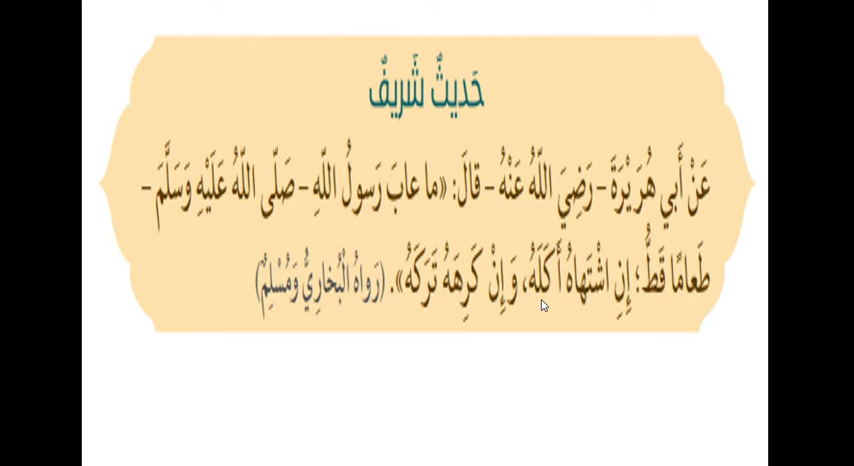 حَديثٌ شَريفٌ
عَنْ أَبي هُرَيْرَةَ – رَضِيَ اللّهُ عَنْهُ – قالَ: «ما عابَ رَسولُ اللّهِ – صَلّى اللّهُ عَلَيْهِ وَسَلَّمَ –
طَعامًا قَطُّ؛ إِنِ اشْتَهاهُ أَكَلَهُ، وَإِنْ كَرِهَهُ تَرَكَهُ». (رَواهُ الْبُخارِيُّ وَمُسْلِمٌ)